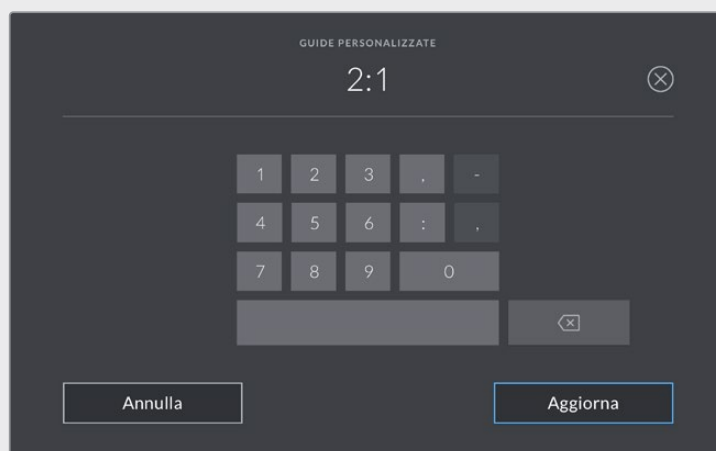 GUIDE PERSONALIZZATE
2:1
1 2 3 , -
4 5 6 : ,
7 8 9 0
Annulla Aggiorna